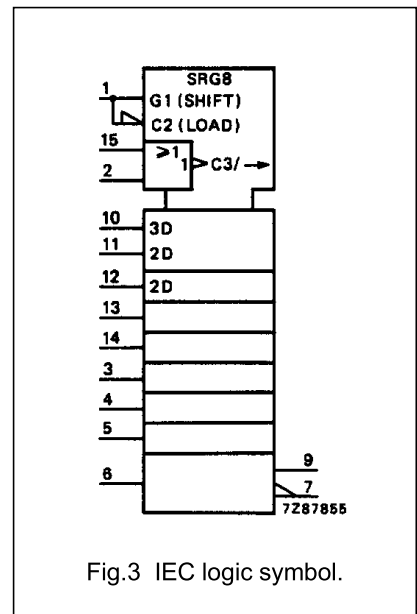 SRG8
1 G1 (SHIFT)
C2 (LOAD)
15 ≥1
1 C3/ →
2
10 3D
11 2D
12 2D
13
14
3
4
5
6
9
7
7Z87855
Fig.3 IEC logic symbol.